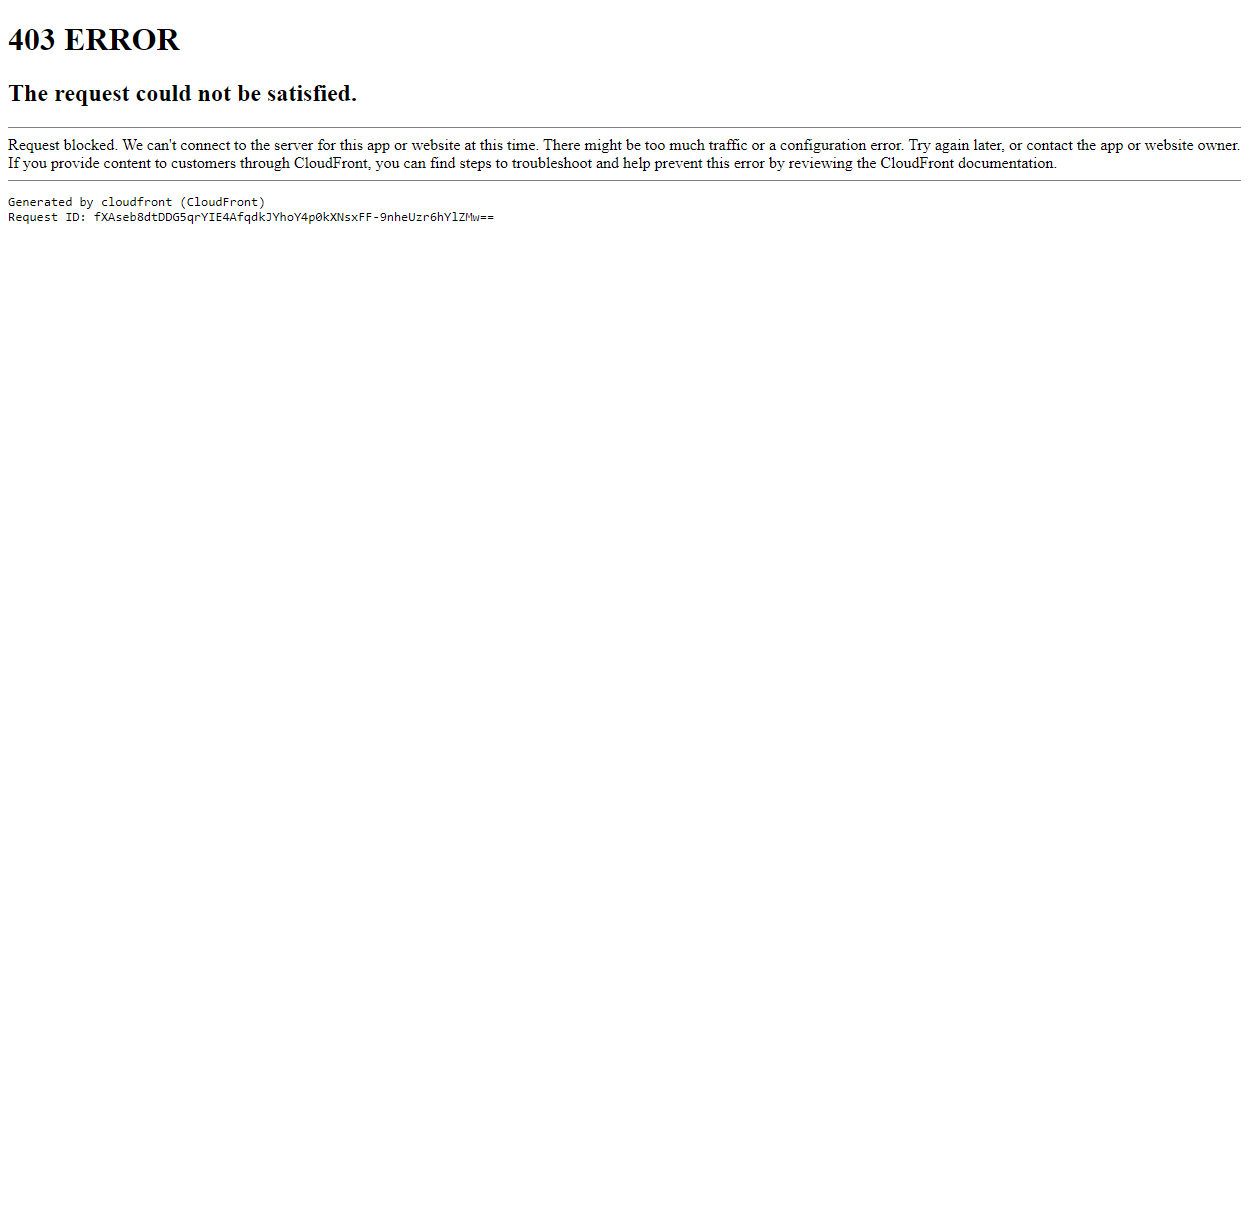 403 ERROR
The request could not be satisfied.
Request blocked. We can't connect to the server for this app or website at this time. There might be too much traffic or a configuration error. Try again later, or contact the app or website owner.
If you provide content to customers through CloudFront, you can find steps to troubleshoot and help prevent this error by reviewing the CloudFront documentation.
Generated by cloudfront (CloudFront)
Request ID: fXAseb8dtDDG5qrYIE4AfqdkJYhoY4p0kXNsxFF-9nheUzr6hYlZMw==